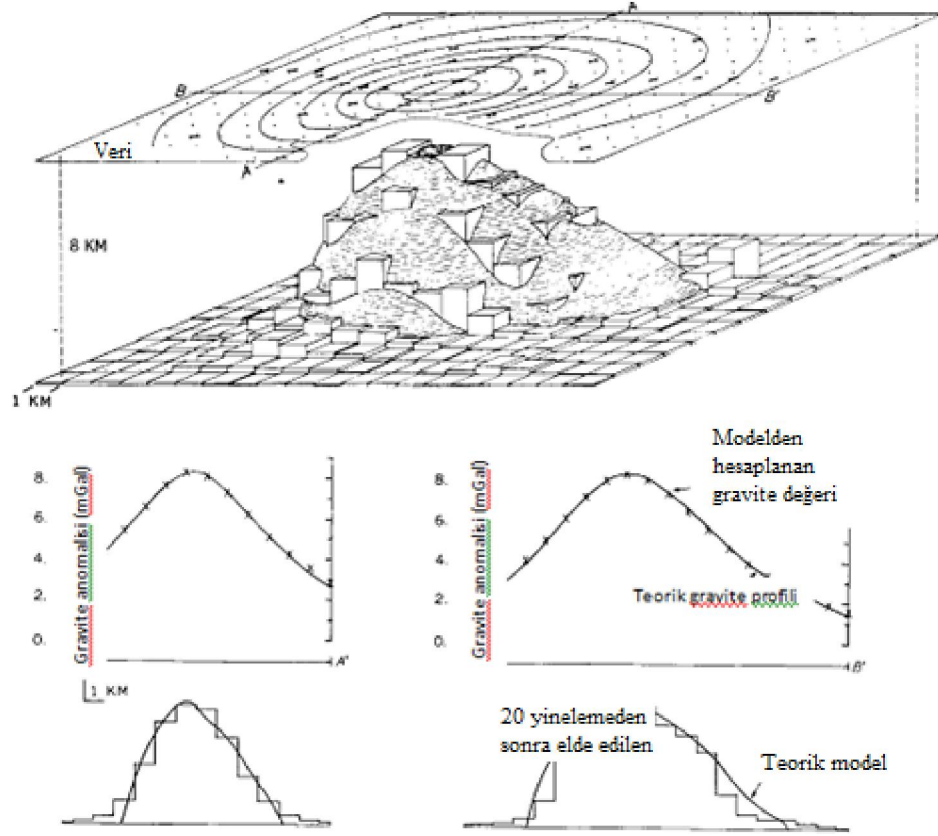 A
B
B'
Veri
A
8 KM
1 KM
Modelden
hesaplanan
gravite değeri
8.
6.
4.
2.
0.
Gravite anomalisi (mGal)
A'
8.
6.
4.
2.
0.
Gravite anomalisi (mGal)
Teorik gravite profili
B'
1 KM
20 yinelemeden
sonra elde edilen
Teorik model